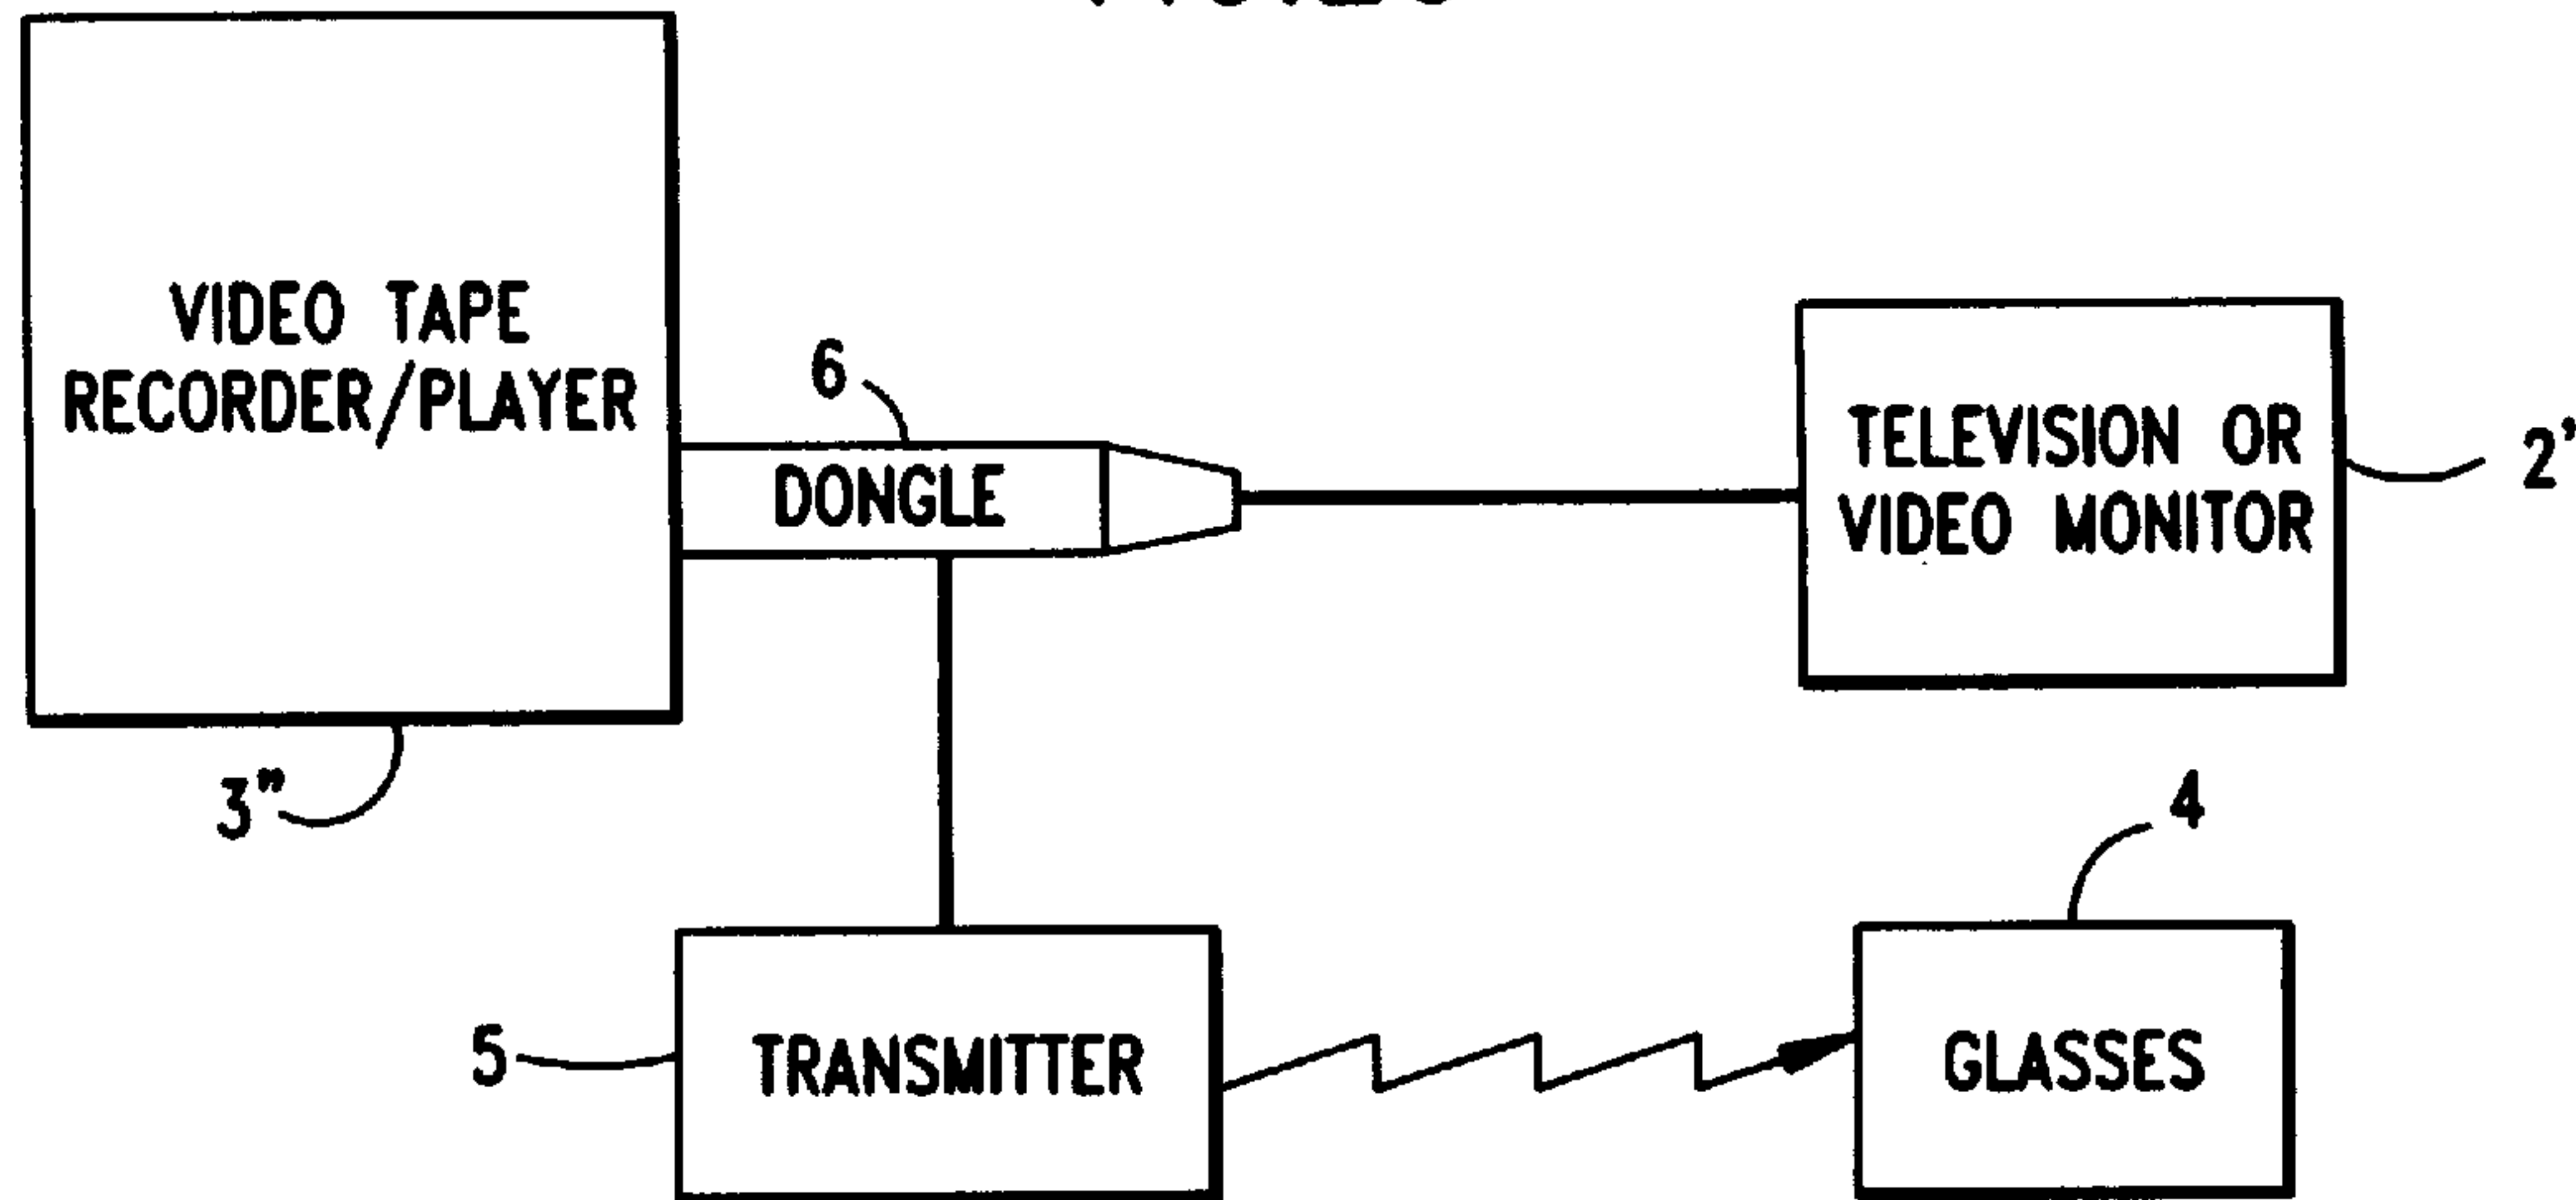 VIDEO TAPE
RECORDER/PLAYER
6
DONGLE
TELEVISION OR
VIDEO MONITOR
2'
3"
4
5
TRANSMITTER
GLASSES